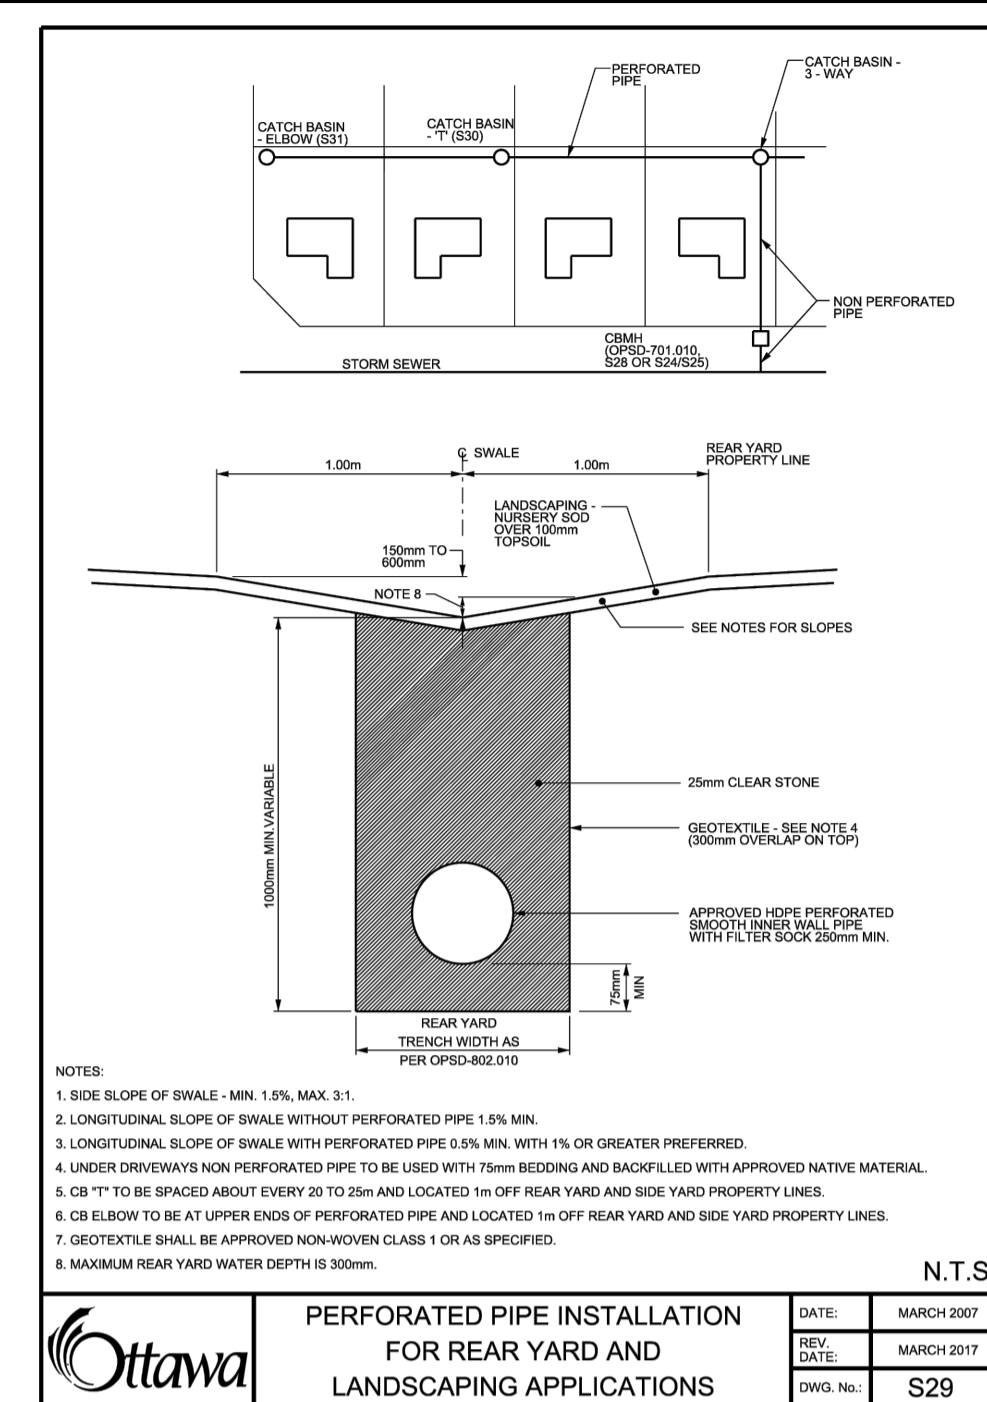 PERFORATED
PIPE
CATCH BASIN -
3 - WAY
CATCH BASIN
- ELBOW (S31)
CATCH BASIN
- 'T' (S30)
NON PERFORATED
PIPE
CBMH
(OPSD-701.010,
S28 OR S24/S25)
STORM SEWER
℄ SWALE
REAR YARD
PROPERTY LINE
1.00m
1.00m
LANDSCAPING -
NURSERY SOD
OVER 100mm
TOPSOIL
150mm TO
600mm
NOTE 8
SEE NOTES FOR SLOPES
1000mm MIN.VARIABLE
25mm CLEAR STONE
GEOTEXTILE - SEE NOTE 4
(300mm OVERLAP ON TOP)
APPROVED HDPE PERFORATED
SMOOTH INNER WALL PIPE
WITH FILTER SOCK 250mm MIN.
75mm
MIN
REAR YARD
TRENCH WIDTH AS
PER OPSD-802.010
NOTES:
1. SIDE SLOPE OF SWALE - MIN. 1.5%, MAX. 3:1.
2. LONGITUDINAL SLOPE OF SWALE WITHOUT PERFORATED PIPE 1.5% MIN.
3. LONGITUDINAL SLOPE OF SWALE WITH PERFORATED PIPE 0.5% MIN. WITH 1% OR GREATER PREFERRED.
4. UNDER DRIVEWAYS NON PERFORATED PIPE TO BE USED WITH 75mm BEDDING AND BACKFILLED WITH APPROVED NATIVE MATERIAL.
5. CB "T" TO BE SPACED ABOUT EVERY 20 TO 25m AND LOCATED 1m OFF REAR YARD AND SIDE YARD PROPERTY LINES.
6. CB ELBOW TO BE AT UPPER ENDS OF PERFORATED PIPE AND LOCATED 1m OFF REAR YARD AND SIDE YARD PROPERTY LINES.
7. GEOTEXTILE SHALL BE APPROVED NON-WOVEN CLASS 1 OR AS SPECIFIED.
8. MAXIMUM REAR YARD WATER DEPTH IS 300mm.
N.T.S
Ottawa
PERFORATED PIPE INSTALLATION
FOR REAR YARD AND
LANDSCAPING APPLICATIONS
DATE: MARCH 2007
REV.
DATE: MARCH 2017
DWG. No.: S29